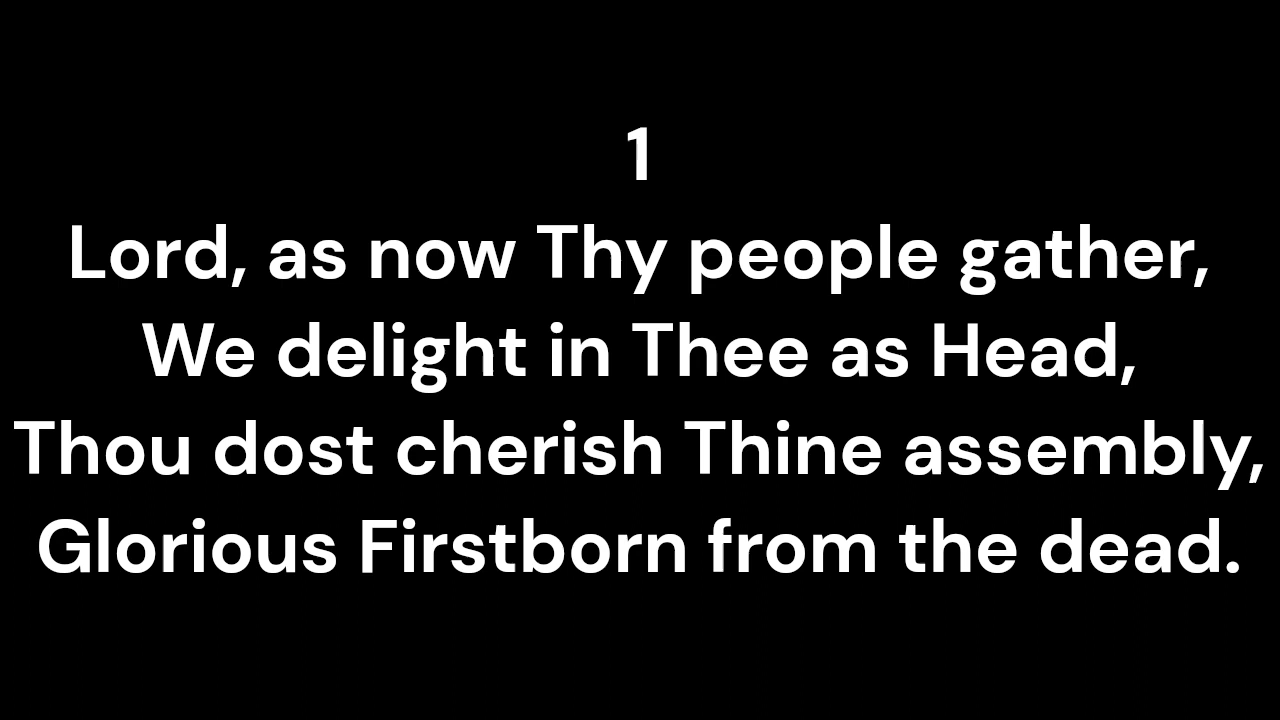 1
Lord, as now Thy people gather,
We delight in Thee as Head,
Thou dost cherish Thine assembly,
Glorious Firstborn from the dead.